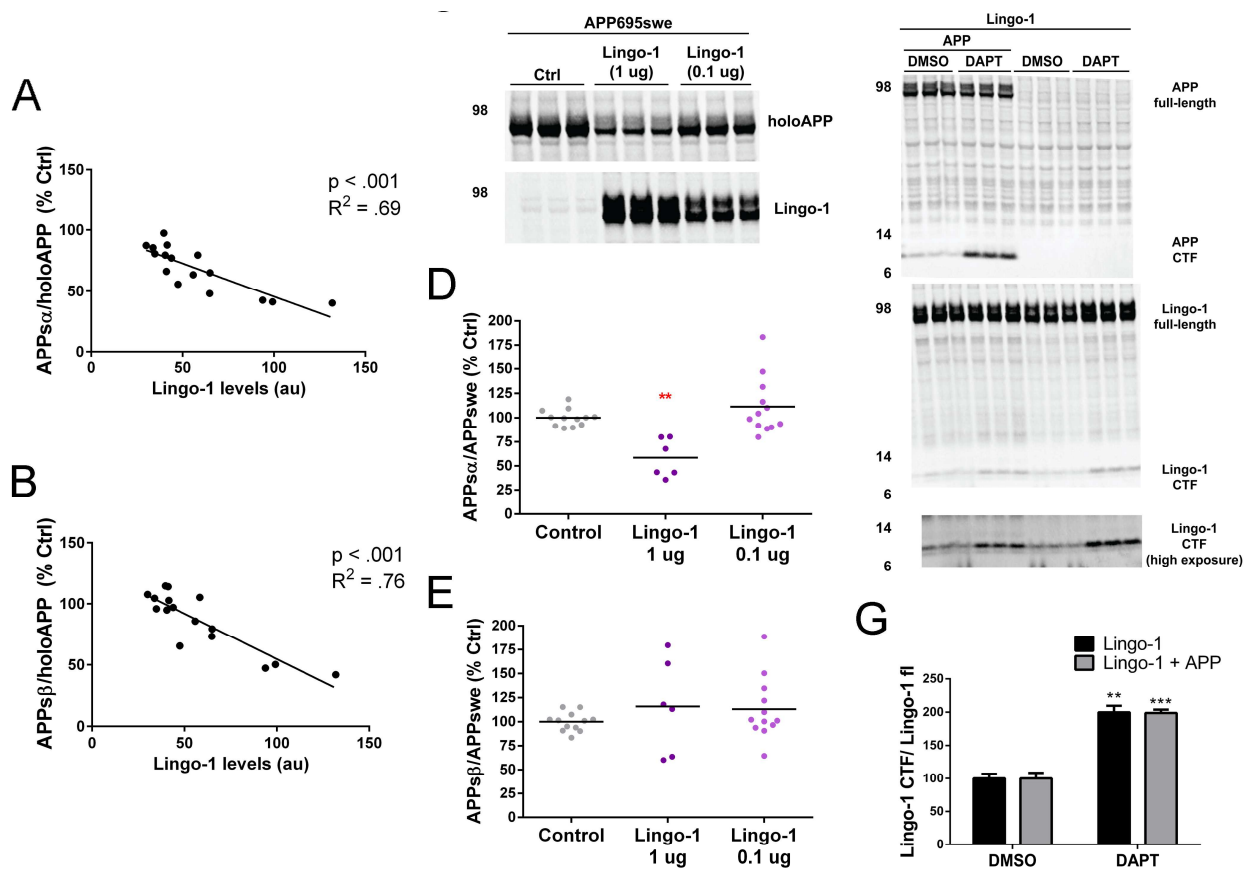 A
APPsα/holoAPP (% Ctrl)
150
100
50
0
0
50
100
150
Lingo-1 levels (au)
p < .001
R2 = .69
B
APPsβ/holoAPP (% Ctrl)
150
100
50
0
0
50
100
150
Lingo-1 levels (au)
p < .001
R2 = .76
APP695swe
Ctrl
Lingo-1
(1 ug)
Lingo-1
(0.1 ug)
98
holoAPP
98
Lingo-1
D
APPsα/APPswe (% Ctrl)
200
175
150
125
100
75
50
25
0
**
Control
Lingo-1
1 ug
Lingo-1
0.1 ug
E
APPsβ/APPswe (% Ctrl)
200
175
150
125
100
75
50
25
0
Control
Lingo-1
1 ug
Lingo-1
0.1 ug
Lingo-1
APP
DMSO
DAPT
DMSO
DAPT
98
APP
full-length
14
APP
CTF
6
98
Lingo-1
full-length
14
Lingo-1
CTF
6
14
Lingo-1
CTF
(high exposure)
6
G
Lingo-1
Lingo-1 + APP
Lingo-1 CTF/ Lingo-1 fl
250
200
150
100
50
0
**
***
DMSO
DAPT